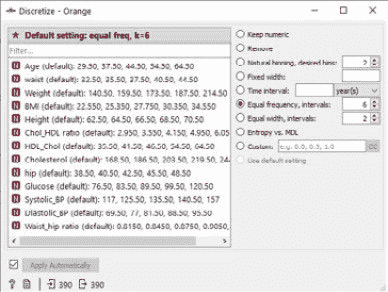 Discretize - Orange
Default setting: equal freq, k=6
Filter...
Age (default): 29.50, 37.50, 44.50, 54.50, 64.50
waist (default): 32.50, 35.50, 37.50, 40.50, 44.50
Weight (default): 140.50, 159.50, 173.50, 187.50, 214.50
BMI (default): 22.550, 25.350, 27.750, 30.350, 34.550
Height (default): 62.50, 64.50, 66.50, 68.50, 70.50
Chol_HDL ratio (default): 2.950, 3.550, 4.150, 4.950, 6.05
HDL_Chol (default): 35.50, 41.50, 46.50, 54.50, 64.50
Cholesterol (default): 168.50, 186.50, 203.50, 219.50, 24
hip (default): 38.50, 40.50, 42.50, 45.50, 48.50
Glucose (default): 76.50, 83.50, 89.50, 99.50, 120.50
Systolic_BP (default): 117, 125.50, 135.50, 140.50, 157
Diastolic_BP (default): 69.50, 77, 81.50, 88.50, 95.50
Waist_hip ratio (default): 0.8150, 0.8450, 0.8750, 0.9050,
Keep numeric
Remove
Natural binning, desired bins: 2
Fixed width:
Time interval: year(s)
Equal frequency, intervals: 6
Equal width, intervals: 2
Entropy vs. MDL
Custom: e.g. 0.0, 0.5, 1.0 CC
Use default setting
Apply Automatically
390 390